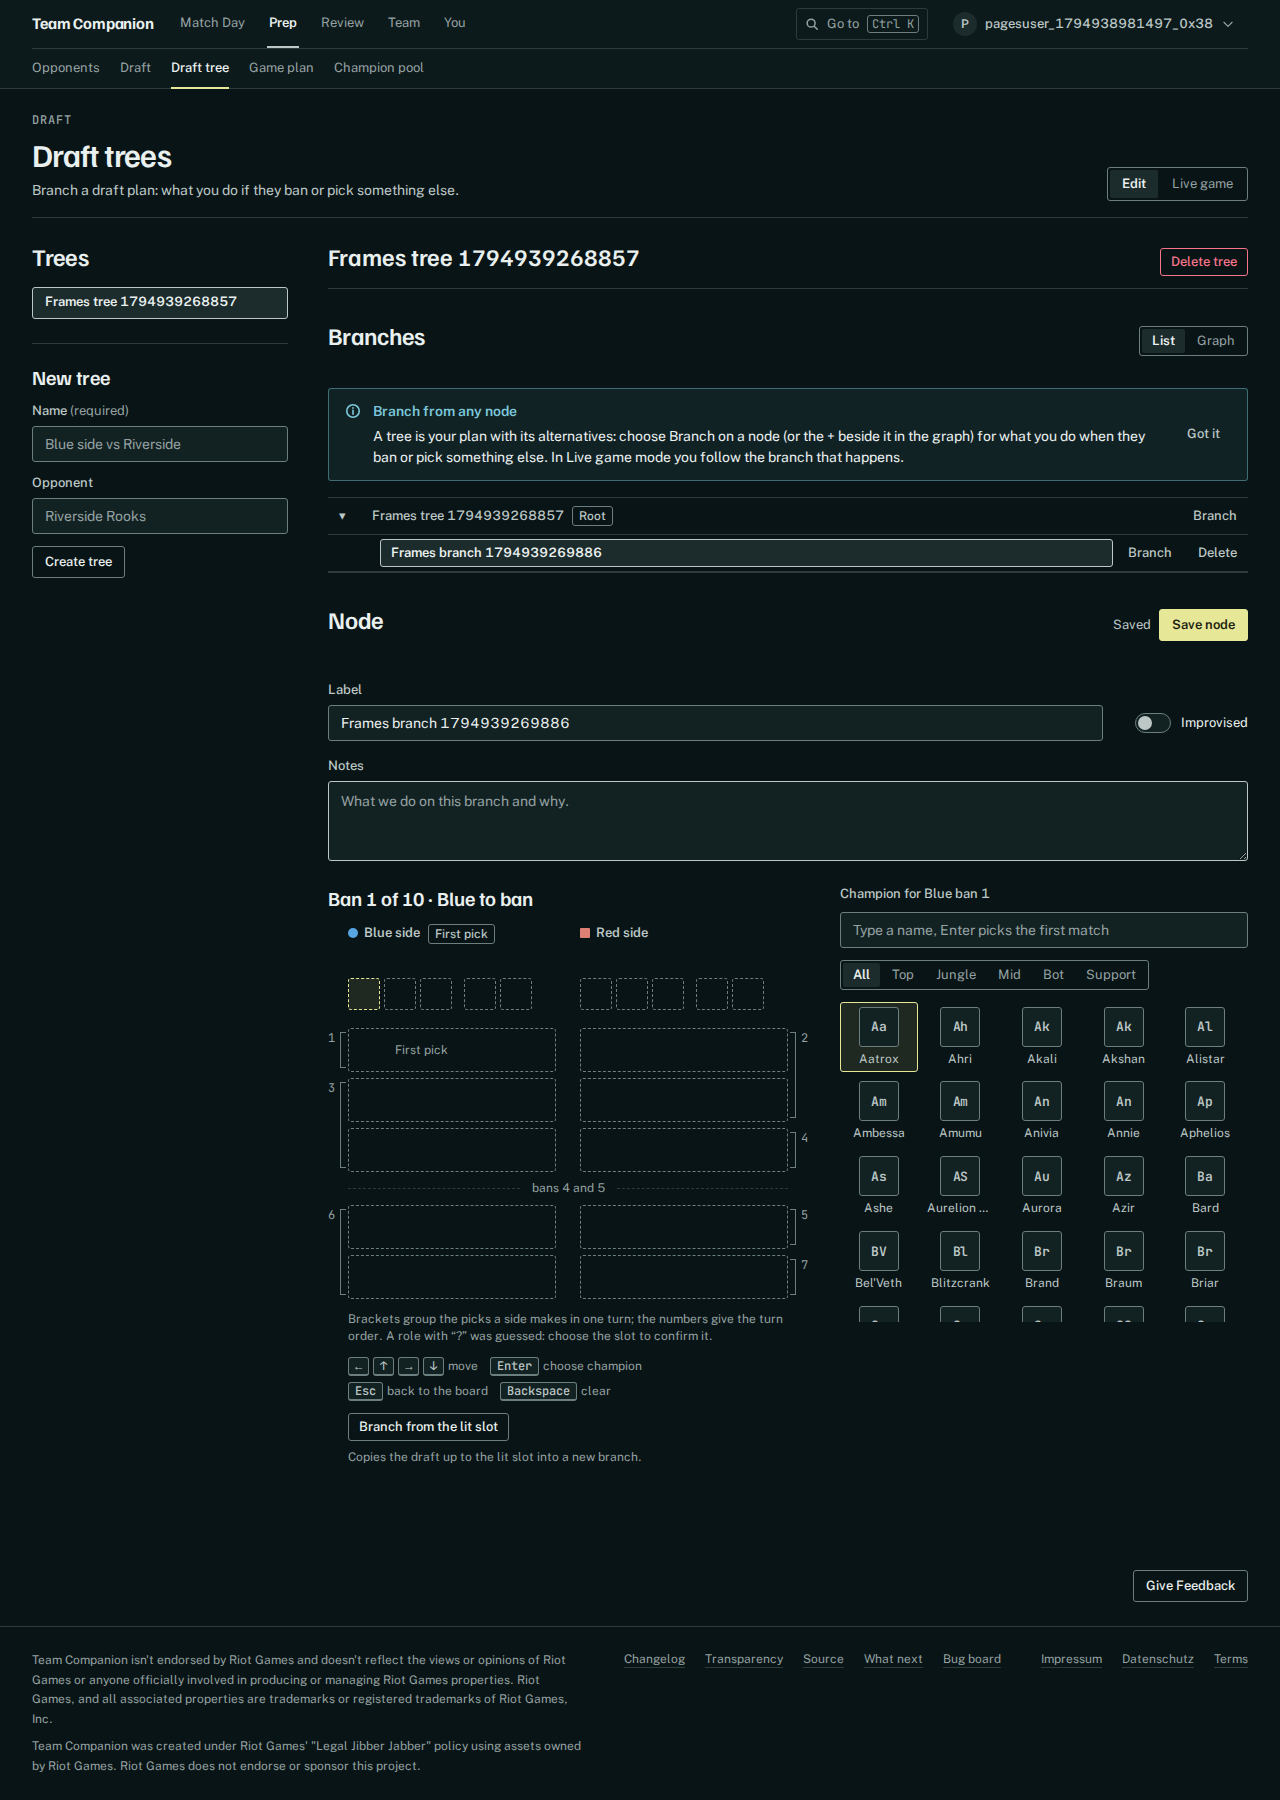 Team Companion
Match Day
Prep
Review
Team
You
Go to
Ctrl K
P
pagesuser_1794938981497_0x38
Opponents
Draft
Draft tree
Game plan
Champion pool
DRAFT
Draft trees
Branch a draft plan: what you do if they ban or pick something else.
Edit
Live game
Trees
Frames tree 1794939268857
New tree
Name (required)
Blue side vs Riverside
Opponent
Riverside Rooks
Create tree
Frames tree 1794939268857
Delete tree
Branches
List
Graph
Branch from any node
A tree is your plan with its alternatives: choose Branch on a node (or the + beside it in the graph) for what you do when they
ban or pick something else. In Live game mode you follow the branch that happens.
Got it
▾ Frames tree 1794939268857 Root
Branch
Frames branch 1794939269886
Branch
Delete
Node
Saved
Save node
Label
Frames branch 1794939269886
Improvised
Notes
What we do on this branch and why.
Ban 1 of 10 · Blue to ban
Blue side
First pick
Red side
1
First pick
2
3
4
bans 4 and 5
6
5
7
Brackets group the picks a side makes in one turn; the numbers give the turn
order. A role with “?” was guessed: choose the slot to confirm it.
← ↑ → ↓ move Enter choose champion
Esc back to the board Backspace clear
Branch from the lit slot
Copies the draft up to the lit slot into a new branch.
Champion for Blue ban 1
Type a name, Enter picks the first match
All
Top
Jungle
Mid
Bot
Support
Aa Ah Ak Ak Al
Aatrox Ahri Akali Akshan Alistar
Am Am An An Ap
Ambessa Amumu Anivia Annie Aphelios
As AS Au Az Ba
Ashe Aurelion ... Aurora Azir Bard
BV Bl Br Br Br
Bel'Veth Blitzcrank Brand Braum Briar
Give Feedback
Team Companion isn't endorsed by Riot Games and doesn't reflect the views or opinions of Riot
Games or anyone officially involved in producing or managing Riot Games properties. Riot
Games, and all associated properties are trademarks or registered trademarks of Riot Games,
Inc.
Team Companion was created under Riot Games' "Legal Jibber Jabber" policy using assets owned
by Riot Games. Riot Games does not endorse or sponsor this project.
Changelog
Transparency
Source
What next
Bug board
Impressum
Datenschutz
Terms